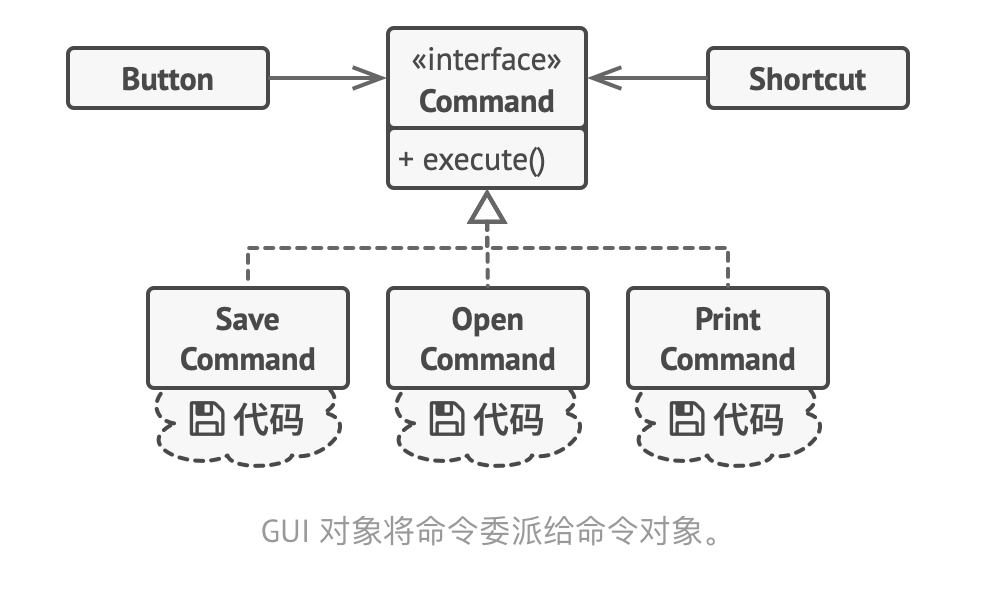 Button
«interface»
Command
Shortcut
+ execute()
Save
Command
Open
Command
Print
Command
代码
代码
代码
GUI 对象将命令委派给命令对象。